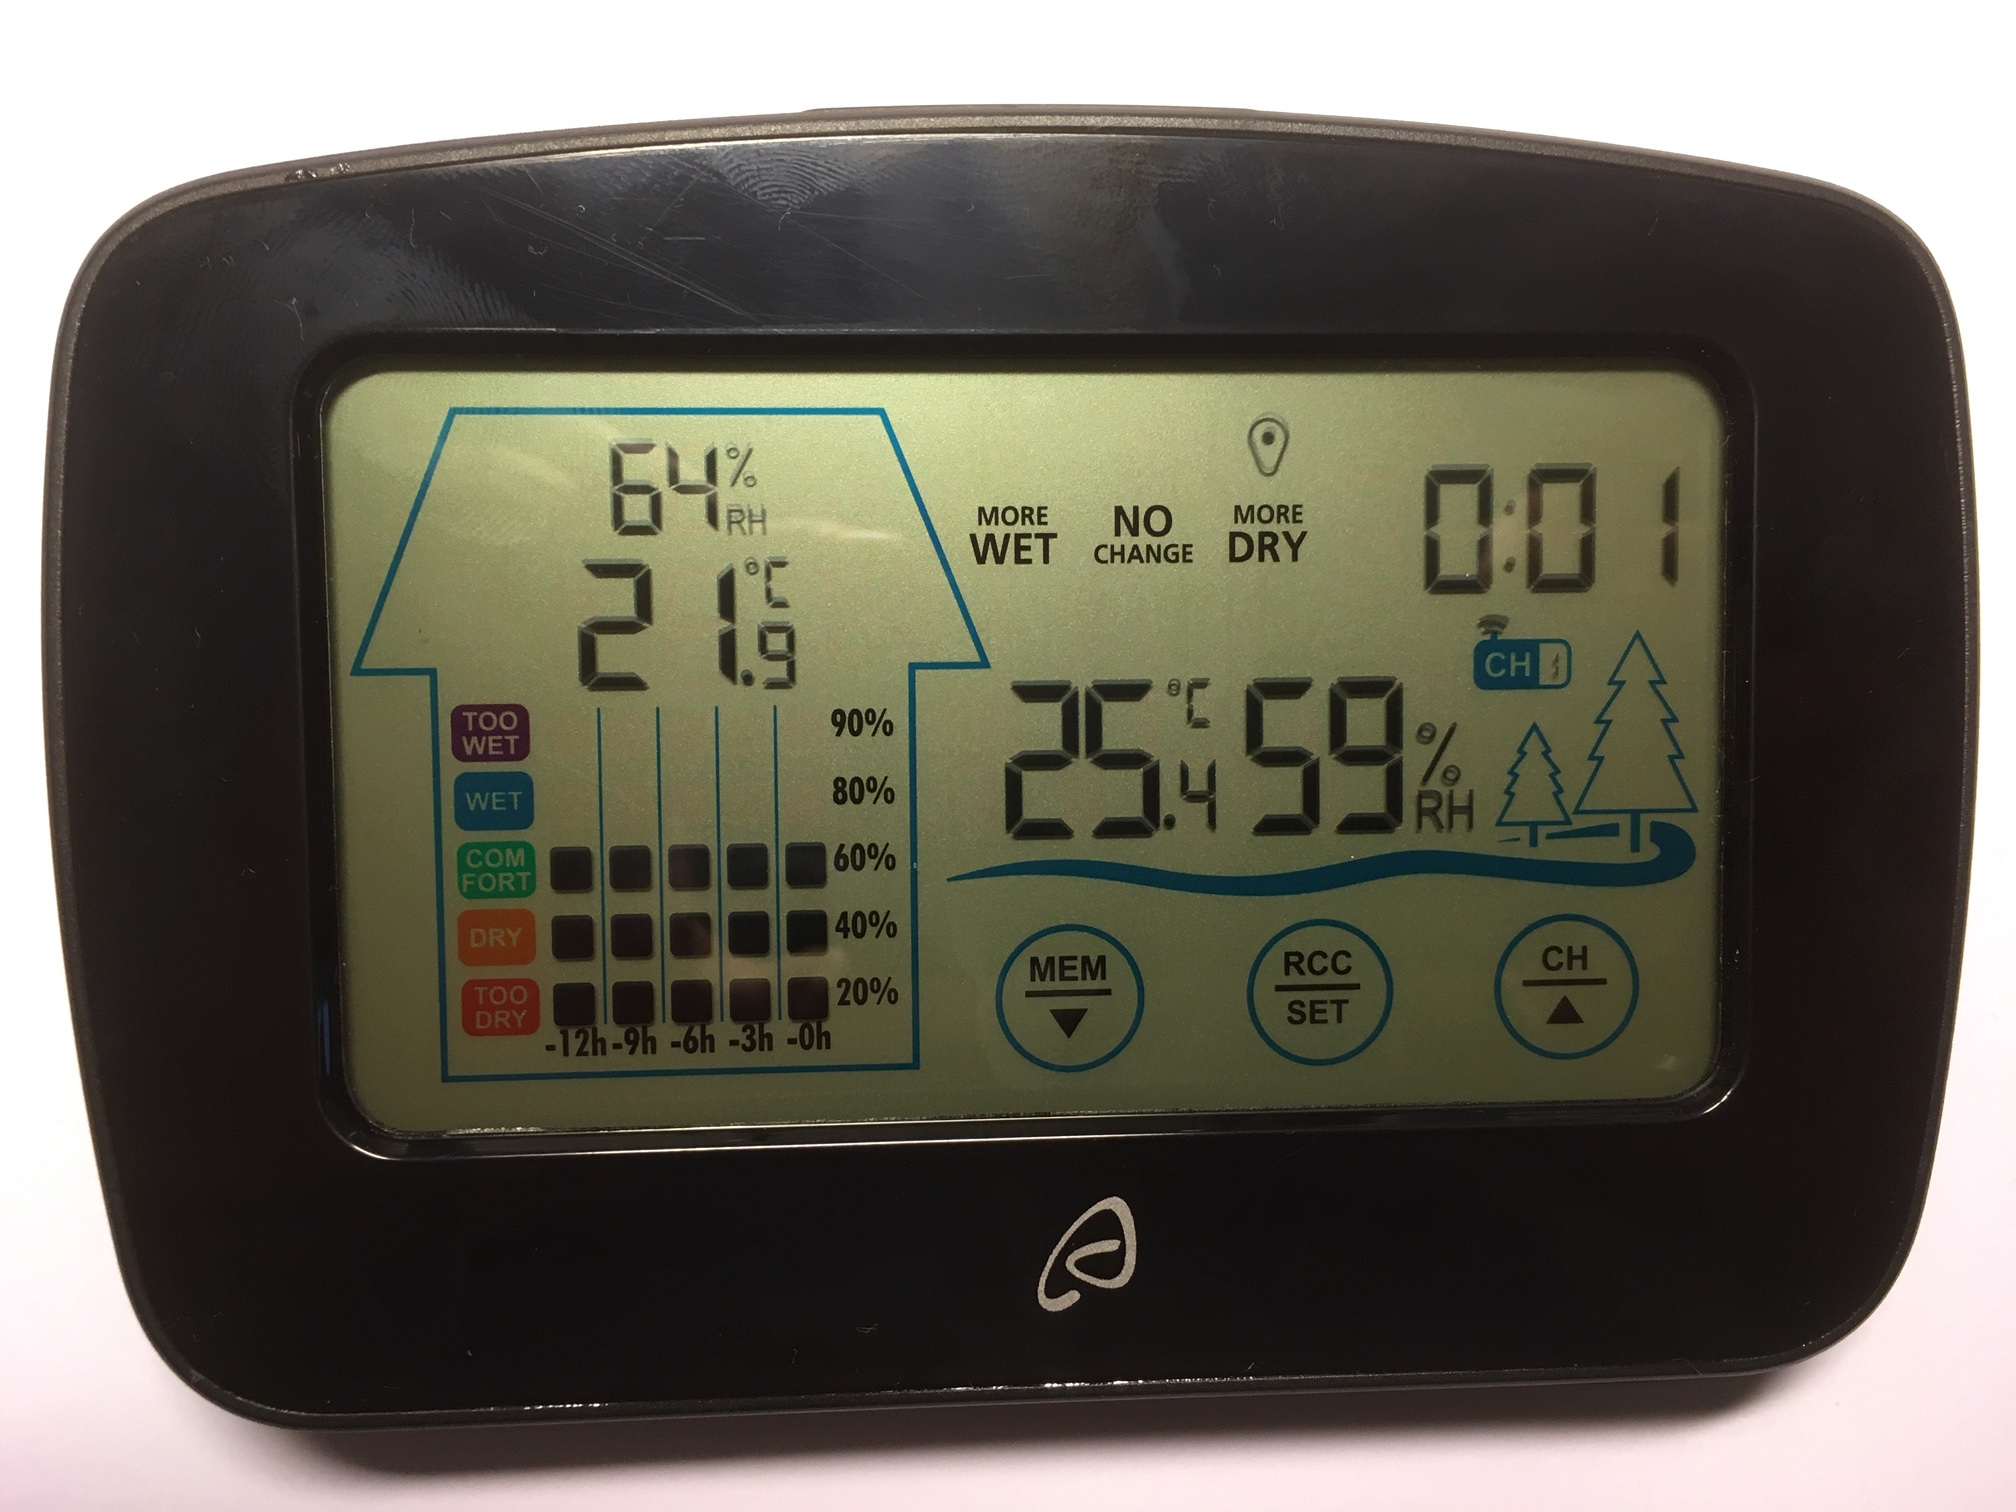 64% RH
21.9 °C
TOO WET
WET
COM FORT
DRY
TOO DRY
90%
80%
60%
40%
20%
-12h -9h -6h -3h -0h
MORE WET
NO CHANGE
MORE DRY
0:01
CH
25.4 °C 59% RH
MEM
RCC SET
CH